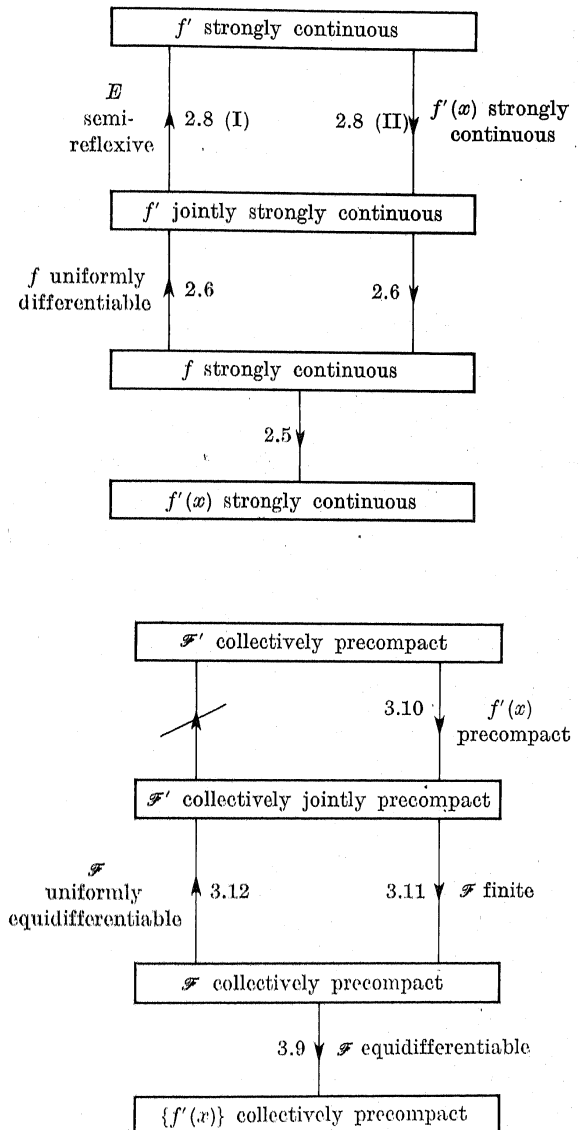 f′ strongly continuous
E
semi-
reflexive
2.8 (I)
2.8 (II)
f′(x) strongly
continuous
f′ jointly strongly continuous
f uniformly
differentiable
2.6
2.6
f strongly continuous
2.5
f′(x) strongly continuous
ℱ′ collectively precompact
3.10
f′(x)
precompact
ℱ′ collectively jointly precompact
ℱ
uniformly
equidifferentiable
3.12
3.11
ℱ finite
ℱ collectively precompact
3.9
ℱ equidifferentiable
{f′(x)} collectively precompact